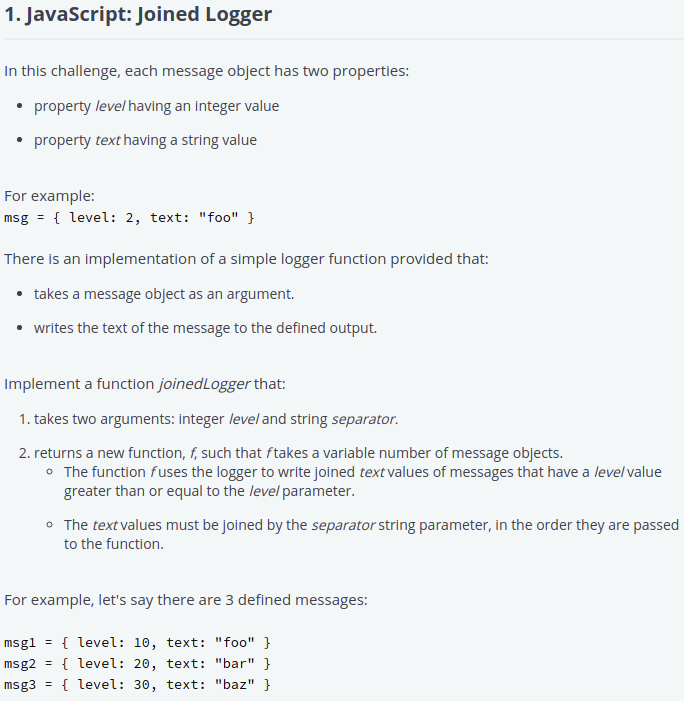 1. JavaScript: Joined Logger
In this challenge, each message object has two properties:
• property level having an integer value
• property text having a string value
For example:
msg = { level: 2, text: "foo" }
There is an implementation of a simple logger function provided that:
• takes a message object as an argument.
• writes the text of the message to the defined output.
Implement a function joinedLogger that:
1. takes two arguments: integer level and string separator.
2. returns a new function, f, such that f takes a variable number of message objects.
○ The function f uses the logger to write joined text values of messages that have a level value
greater than or equal to the level parameter.
○ The text values must be joined by the separator string parameter, in the order they are passed
to the function.
For example, let's say there are 3 defined messages:
msg1 = { level: 10, text: "foo" }
msg2 = { level: 20, text: "bar" }
msg3 = { level: 30, text: "baz" }